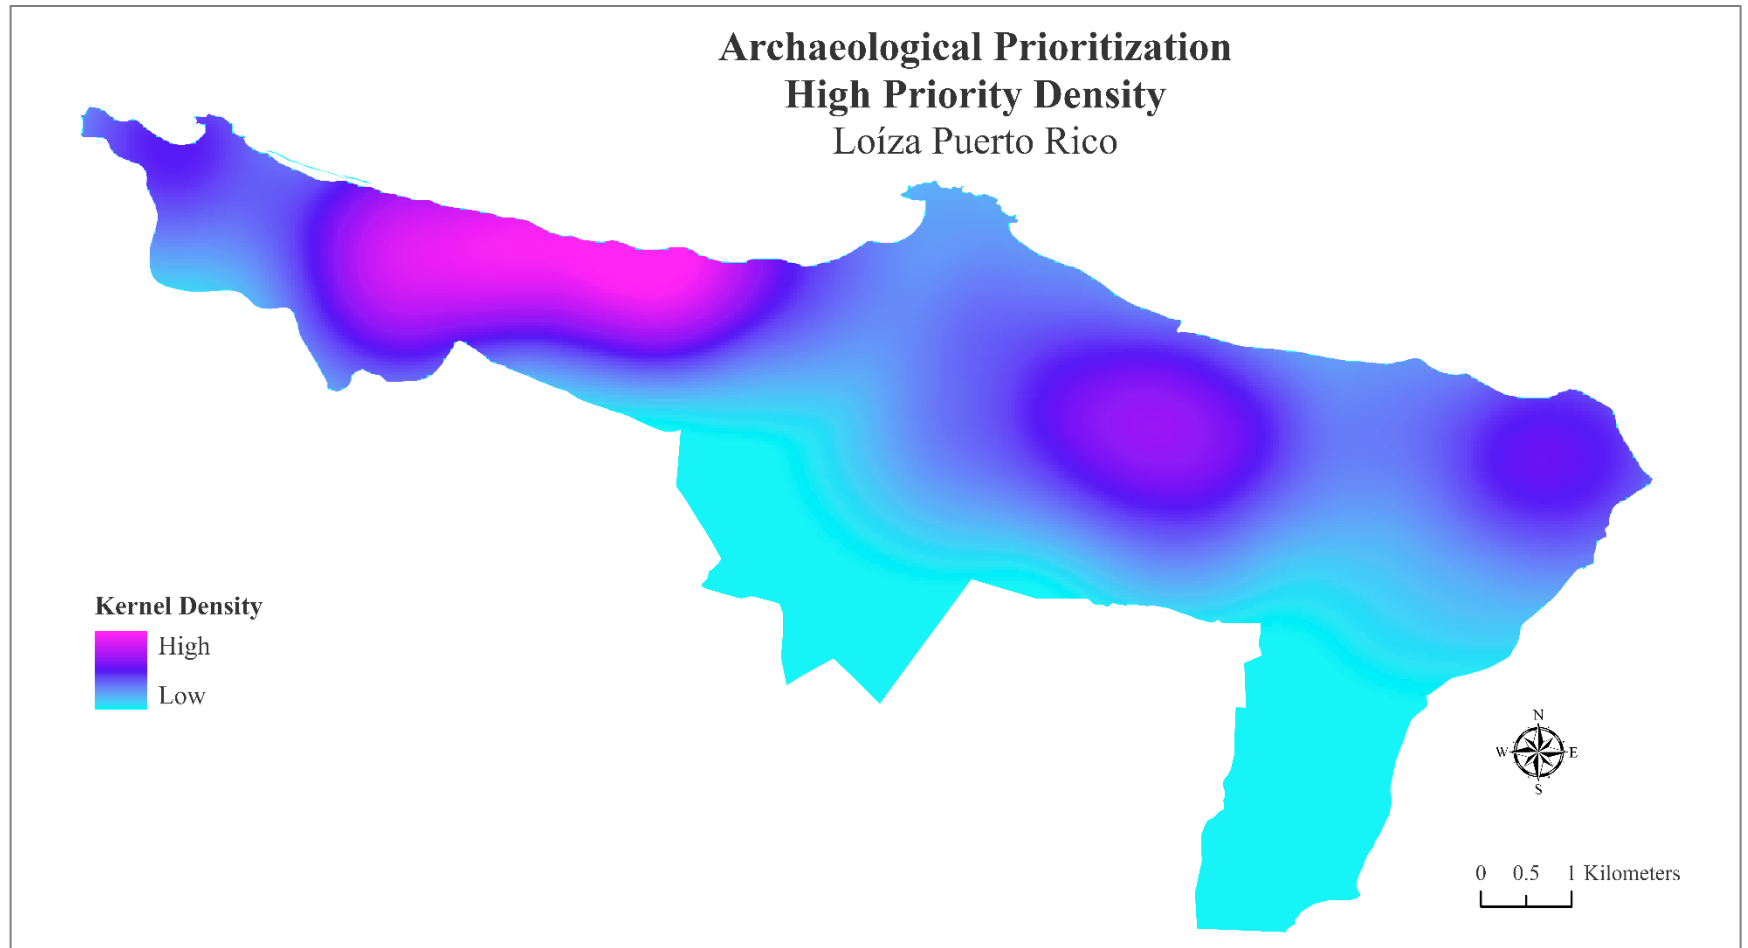 Archaeological Prioritization
High Priority Density
Loíza Puerto Rico
Kernel Density
High
Low
N
W E
S
0 0.5 1 Kilometers